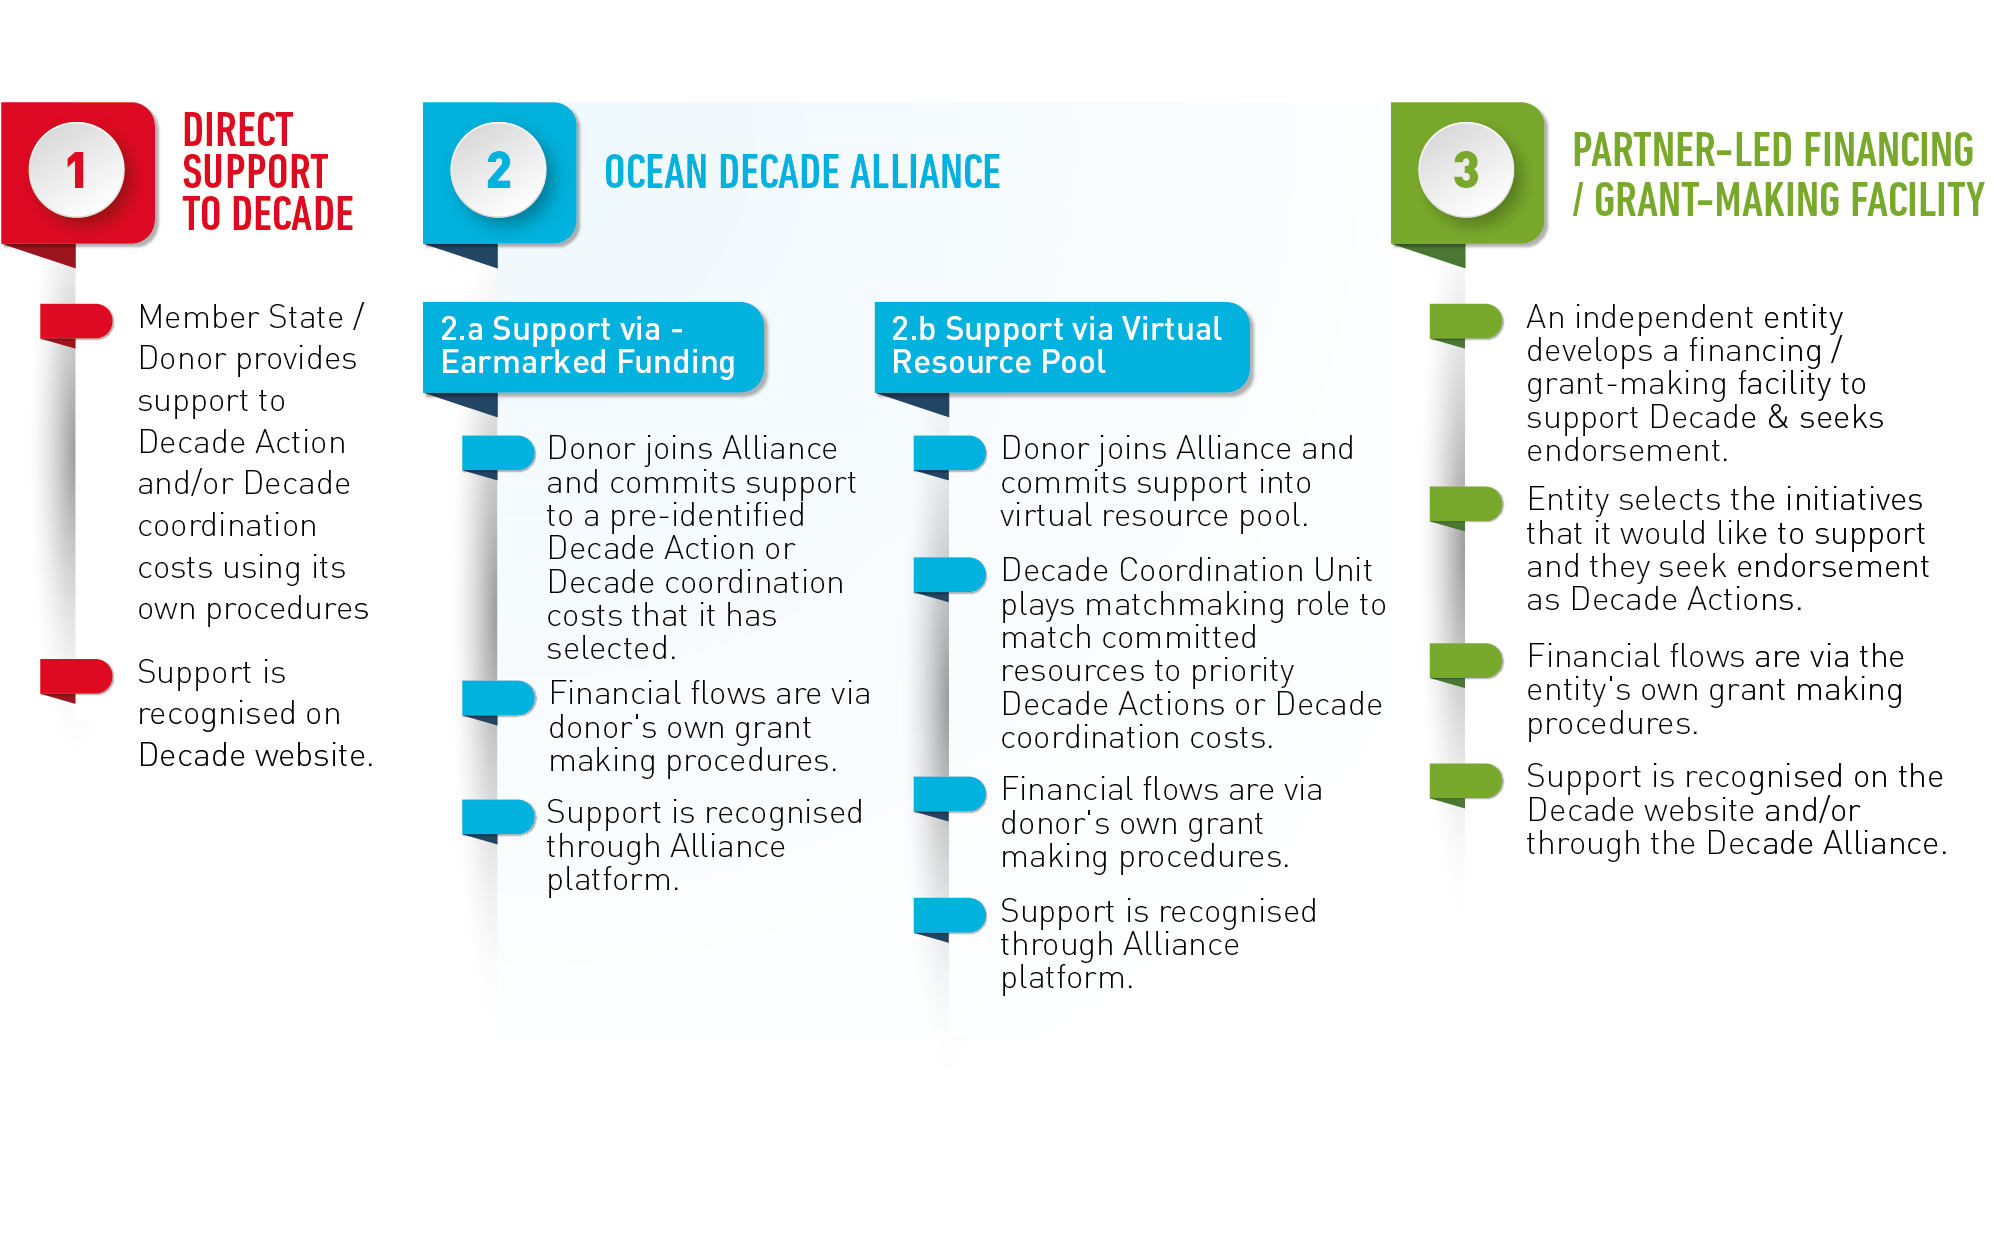 1
DIRECT
SUPPORT
TO DECADE
Member State /
Donor provides
support to
Decade Action
and/or Decade
coordination
costs using its
own procedures
Support is
recognised on
Decade website.
2
OCEAN DECADE ALLIANCE
2.a Support via -
Earmarked Funding
Donor joins Alliance
and commits support
to a pre-identified
Decade Action or
Decade coordination
costs that it has
selected.
Financial flows are via
donor's own grant
making procedures.
Support is recognised
through Alliance
platform.
2.b Support via Virtual
Resource Pool
Donor joins Alliance and
commits support into
virtual resource pool.
Decade Coordination Unit
plays matchmaking role to
match committed
resources to priority
Decade Actions or Decade
coordination costs.
Financial flows are via
donor's own grant
making procedures.
Support is recognised
through Alliance
platform.
3
PARTNER-LED FINANCING
/ GRANT-MAKING FACILITY
An independent entity
develops a financing /
grant-making facility to
support Decade & seeks
endorsement.
Entity selects the initiatives
that it would like to support
and they seek endorsement
as Decade Actions.
Financial flows are via the
entity's own grant making
procedures.
Support is recognised on the
Decade website and/or
through the Decade Alliance.